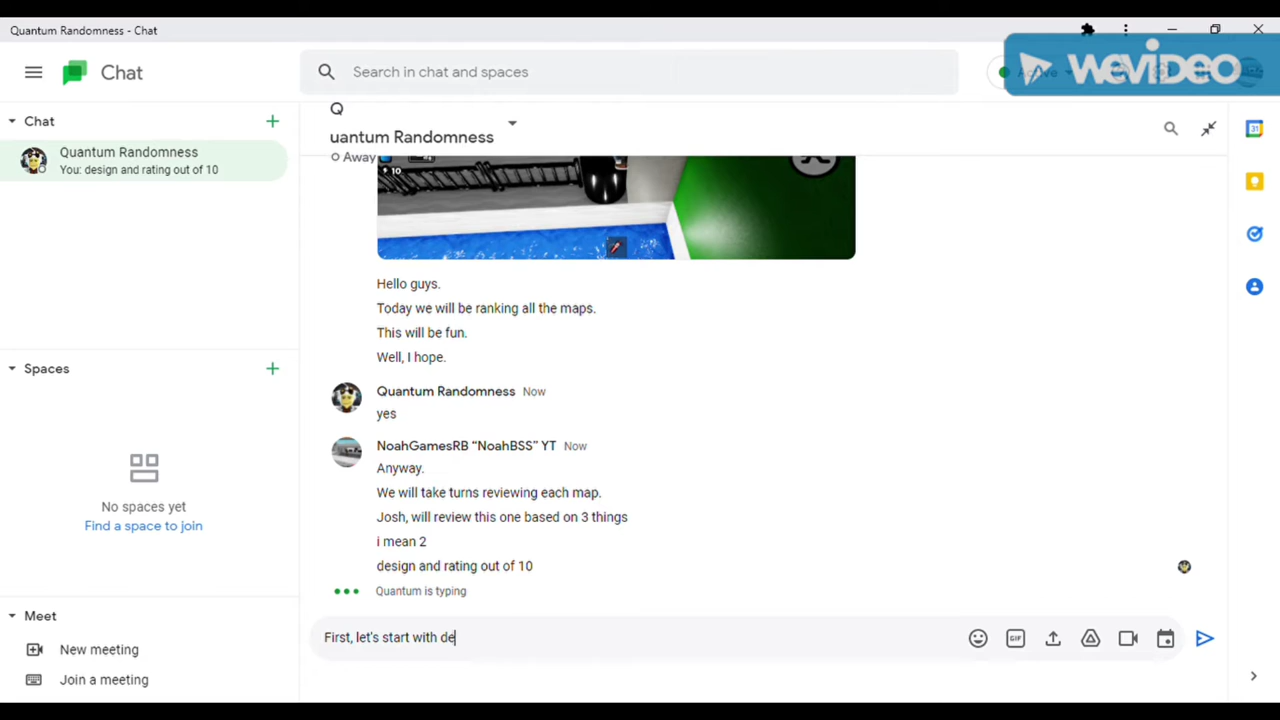 Quantum Randomness - Chat
WeVideo
Chat
Search in chat and spaces
Active
Chat
Quantum Randomness
You: design and rating out of 10
Spaces
No spaces yet
Find a space to join
Meet
New meeting
Join a meeting
Q
uantum Randomness
Away
10
Hello guys.
Today we will be ranking all the maps.
This will be fun.
Well, I hope.
Quantum Randomness Now
yes
NoahGamesRB “NoahBSS” YT Now
Anyway.
We will take turns reviewing each map.
Josh, will review this one based on 3 things
i mean 2
design and rating out of 10
Quantum is typing
First, let's start with de
GIF
31